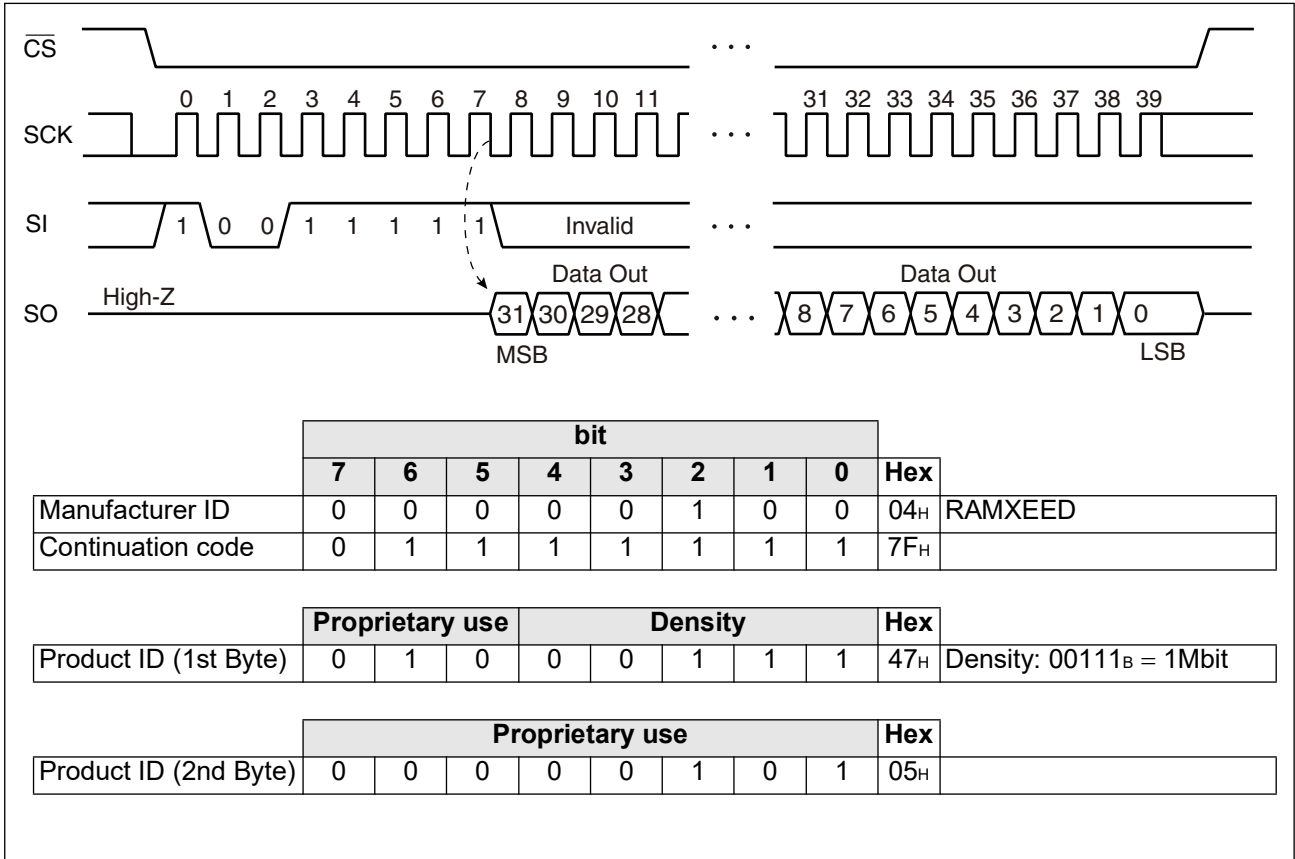 CS
0 1 2 3 4 5 6 7 8 9 10 11 31 32 33 34 35 36 37 38 39
SCK
SI 1 0 0 1 1 1 1 1 Invalid
Data Out Data Out
High-Z
SO 31 30 29 28 8 7 6 5 4 3 2 1 0
MSB LSB
bit
7 6 5 4 3 2 1 0 Hex
Manufacturer ID 0 0 0 0 0 1 0 0 04H RAMXEED
Continuation code 0 1 1 1 1 1 1 1 7FH
Proprietary use Density Hex
Product ID (1st Byte) 0 1 0 0 0 1 1 1 47H Density: 00111B = 1Mbit
Proprietary use Hex
Product ID (2nd Byte) 0 0 0 0 0 1 0 1 05H